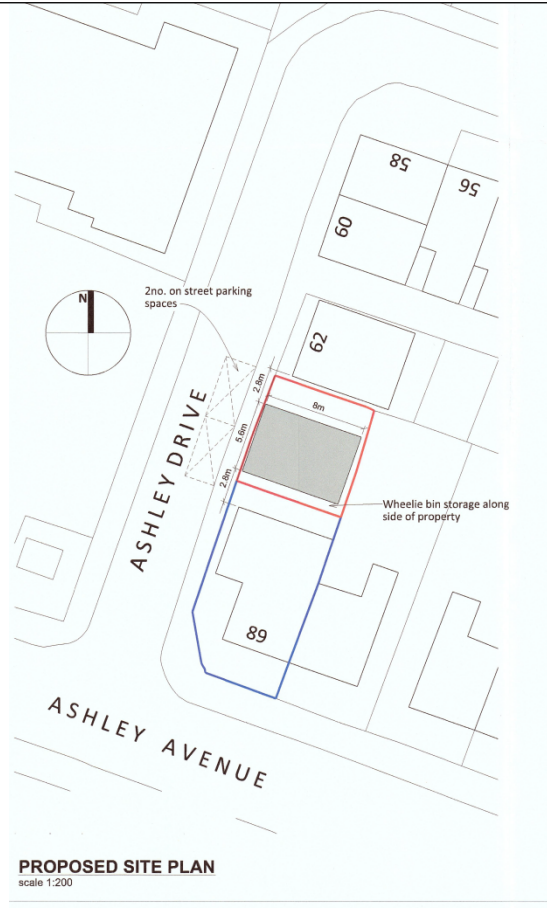 58
56
60
N
2no. on street parking
spaces
62
2.8m
8m
ASHLEY DRIVE
5.6m
2.8m
Wheelie bin storage along
side of property
89
ASHLEY AVENUE
PROPOSED SITE PLAN
scale 1:200